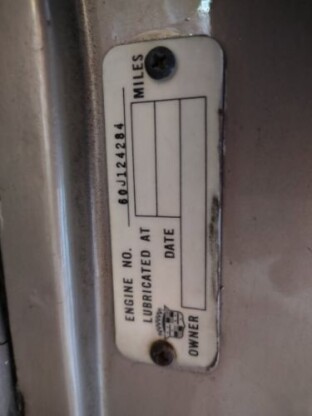 ENGINE NO. 60J124284
LUBRICATED AT MILES
DATE
OWNER